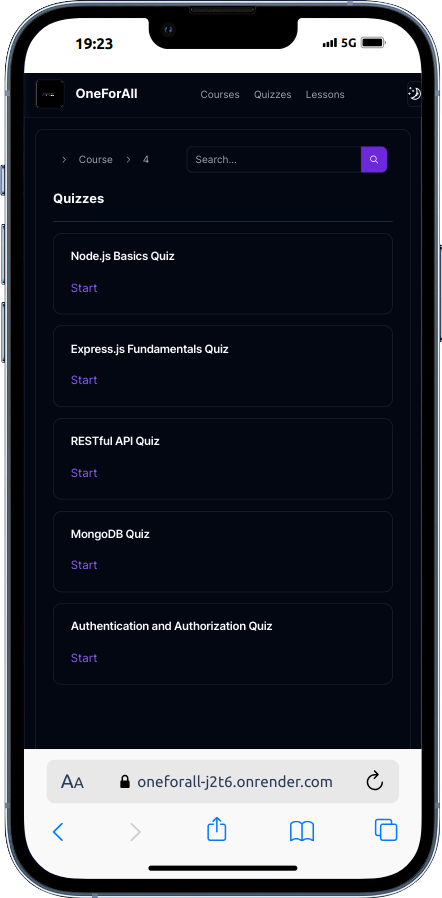 19:23 5G
OneForAll Courses Quizzes Lessons
Course 4 Search...
Quizzes
Node.js Basics Quiz
Start
Express.js Fundamentals Quiz
Start
RESTful API Quiz
Start
MongoDB Quiz
Start
Authentication and Authorization Quiz
Start
AA oneforall-j2t6.onrender.com